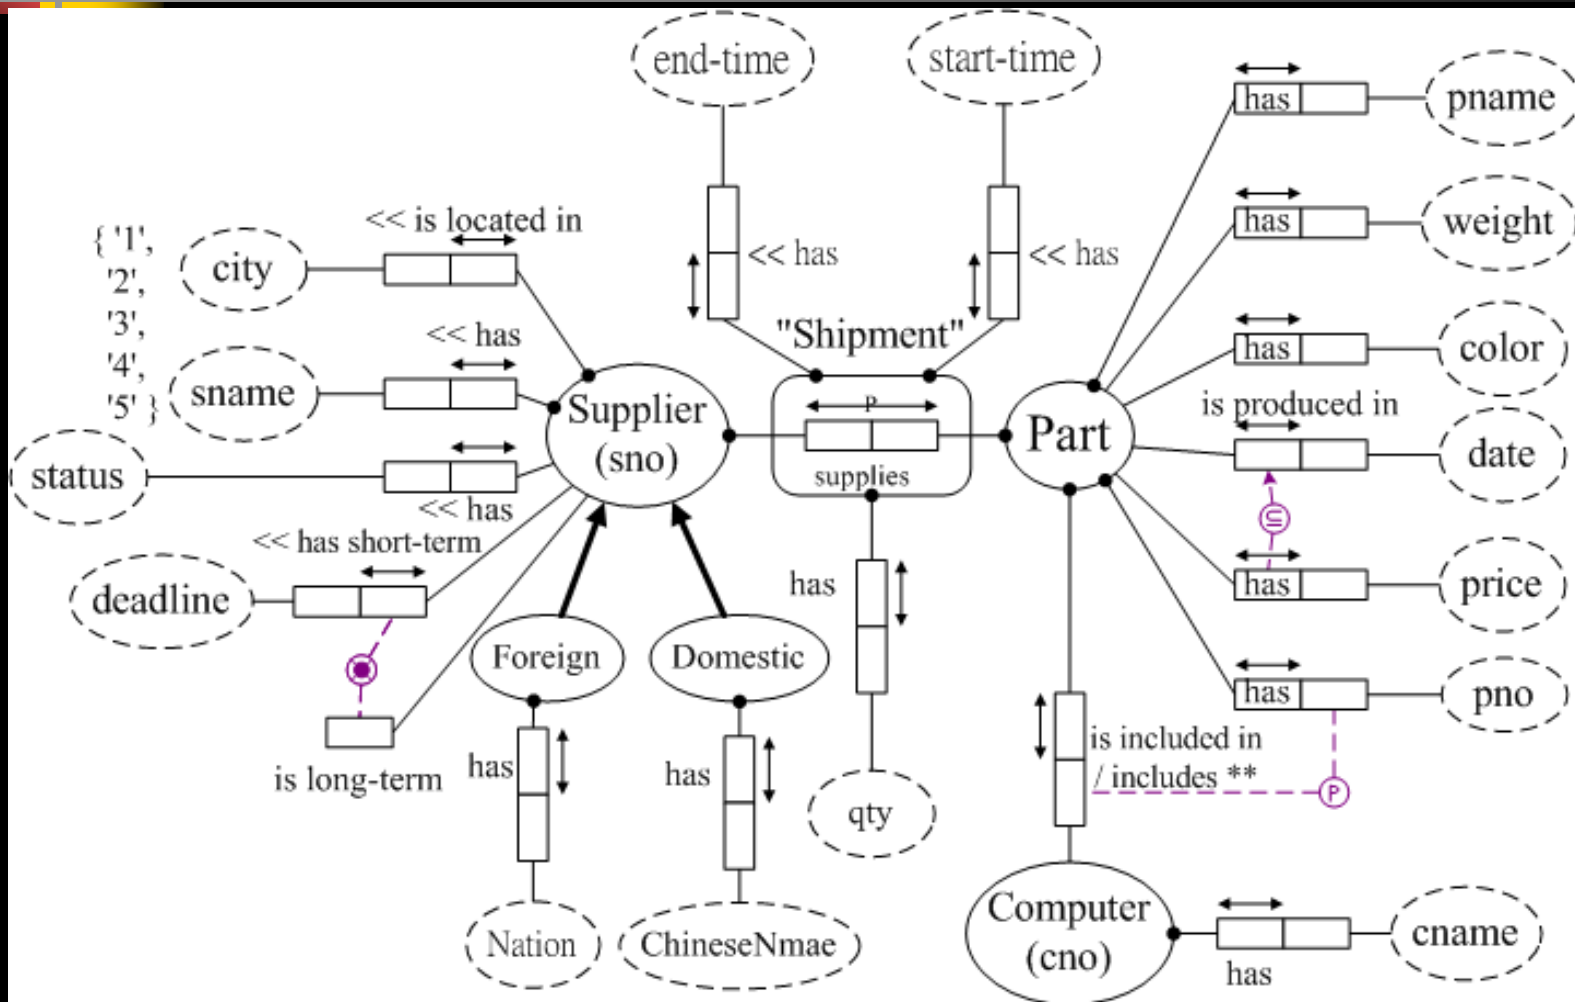 end-time
start-time
has
pname
<< is located in
{ '1',
'2',
'3',
'4',
'5' }
city
<< has
<< has
has
weight
"Shipment"
<< has
sname
Supplier
(sno)
P
supplies
Part
has
color
is produced in
date
status
<< has
<< has short-term
deadline
Foreign
Domestic
has
⊆
has
price
has
pno
is long-term
has
has
qty
is included in
/ includes **
P
Nation
ChineseNmae
Computer
(cno)
has
cname